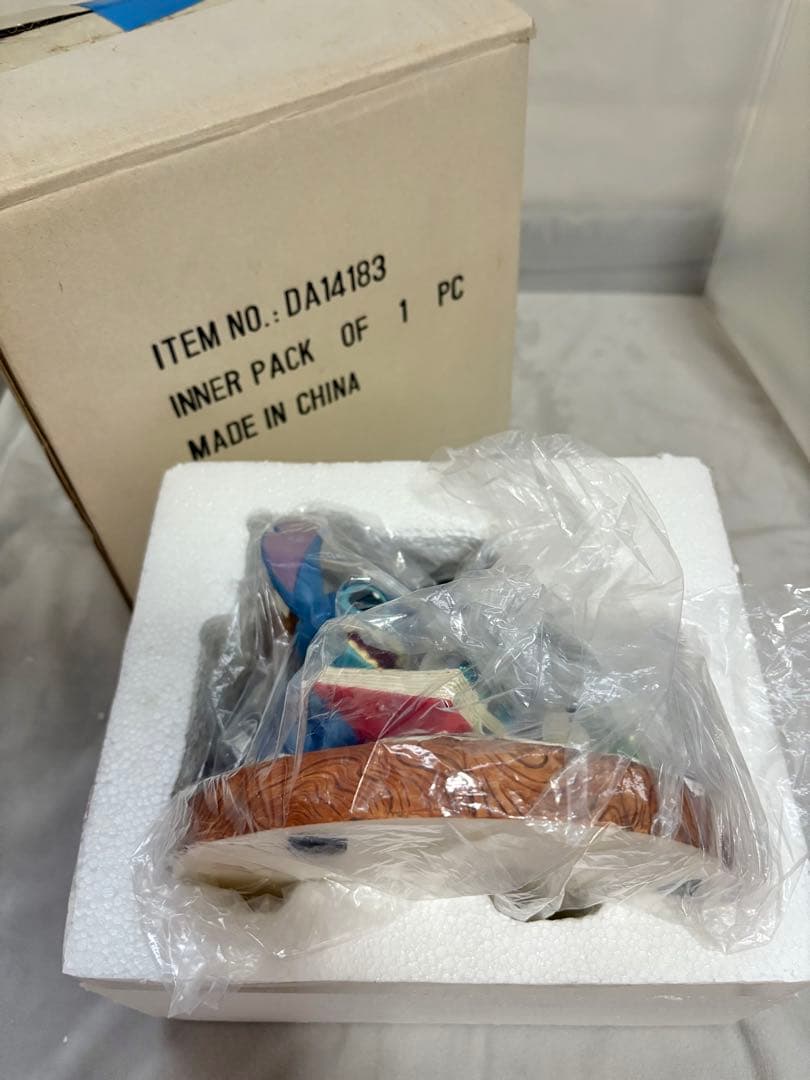 ITEM NO.: DA14183
INNER PACK OF 1 PC
MADE IN CHINA